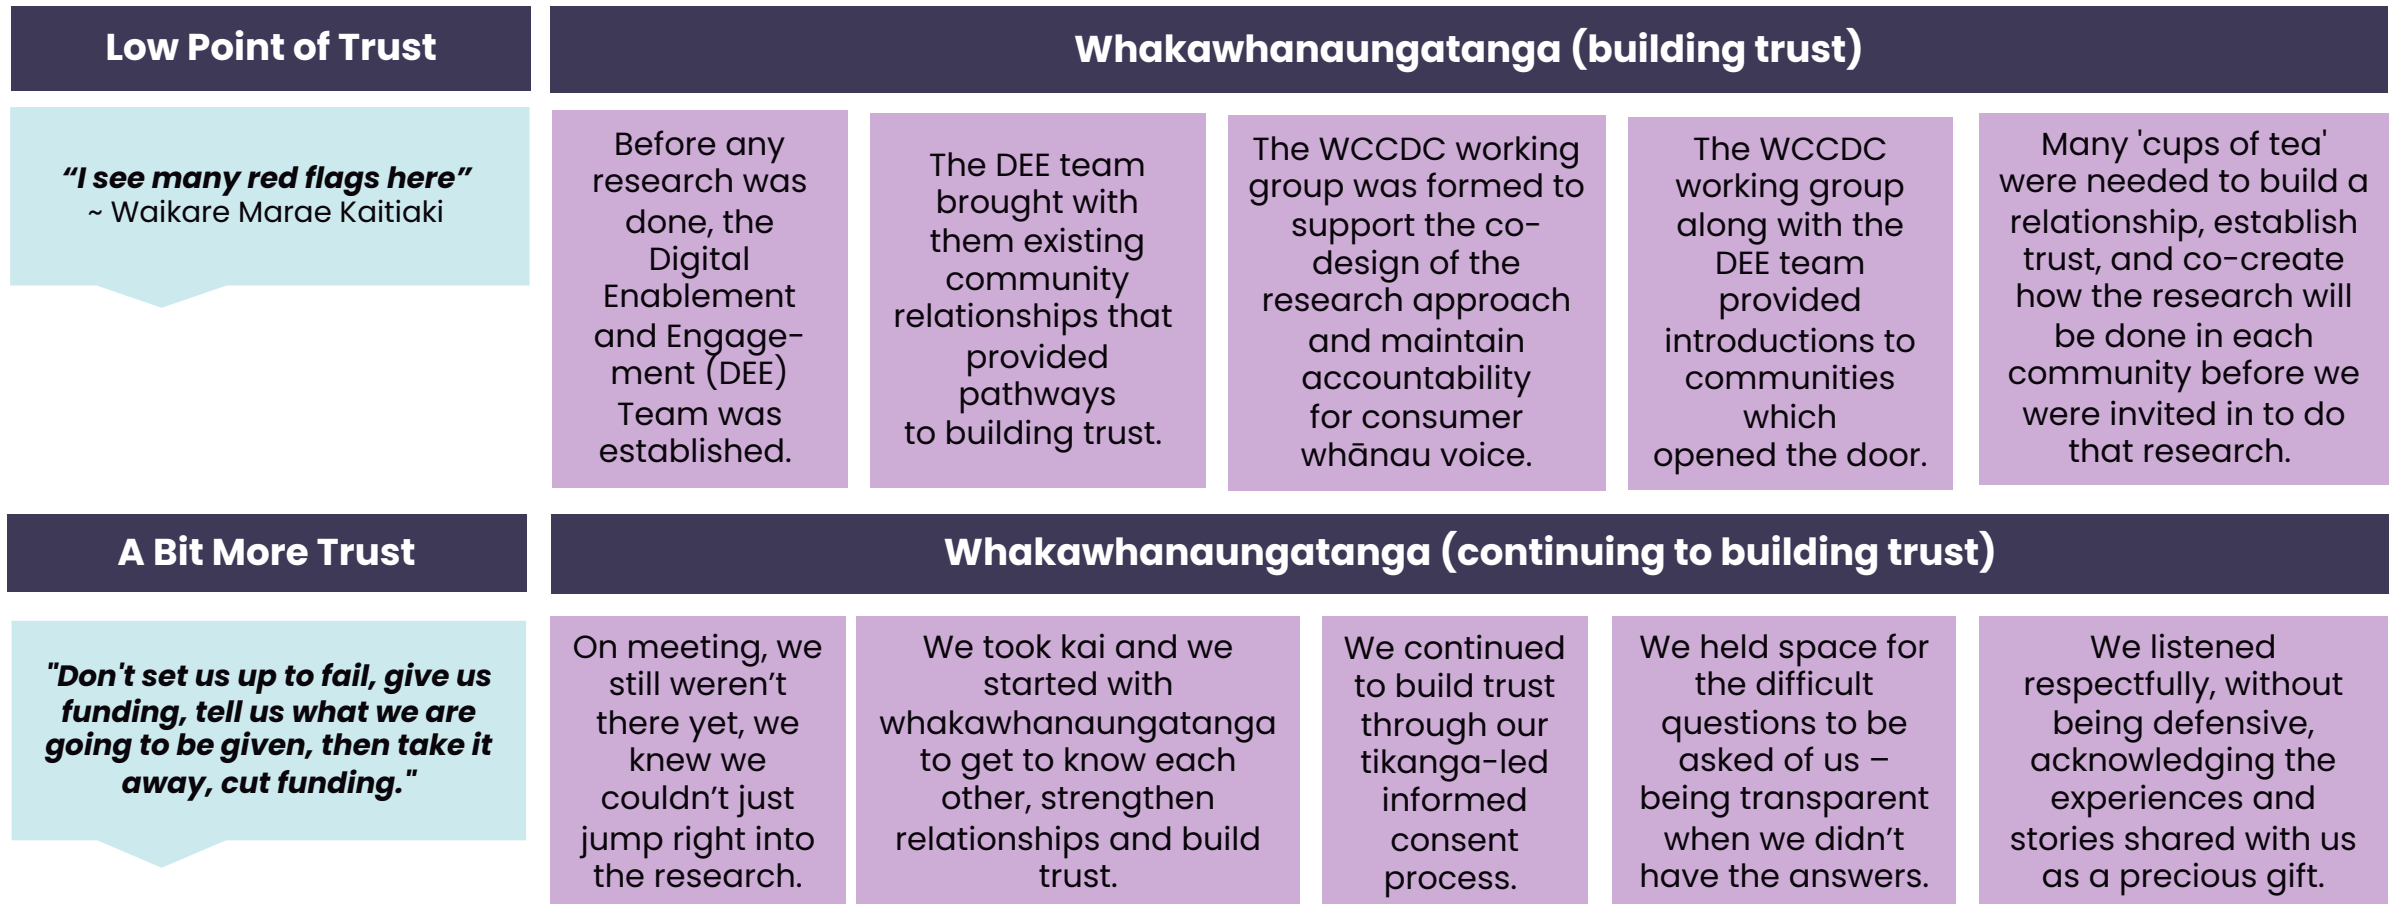 Low Point of Trust
Whakawhanaungatanga (building trust)
“I see many red flags here”
~ Waikare Marae Kaitiaki
Before any
research was
done, the
Digital
Enablement
and Engage-
ment (DEE)
Team was
established.
The DEE team
brought with
them existing
community
relationships that
provided
pathways
to building trust.
The WCCDC working
group was formed to
support the co-
design of the
research approach
and maintain
accountability
for consumer
whānau voice.
The WCCDC
working group
along with the
DEE team
provided
introductions to
communities
which
opened the door.
Many 'cups of tea'
were needed to build a
relationship, establish
trust, and co-create
how the research will
be done in each
community before we
were invited in to do
that research.
A Bit More Trust
Whakawhanaungatanga (continuing to building trust)
"Don't set us up to fail, give us
funding, tell us what we are
going to be given, then take it
away, cut funding."
On meeting, we
still weren’t
there yet, we
knew we
couldn’t just
jump right into
the research.
We took kai and we
started with
whakawhanaungatanga
to get to know each
other, strengthen
relationships and build
trust.
We continued
to build trust
through our
tikanga-led
informed
consent
process.
We held space for
the difficult
questions to be
asked of us –
being transparent
when we didn’t
have the answers.
We listened
respectfully, without
being defensive,
acknowledging the
experiences and
stories shared with us
as a precious gift.